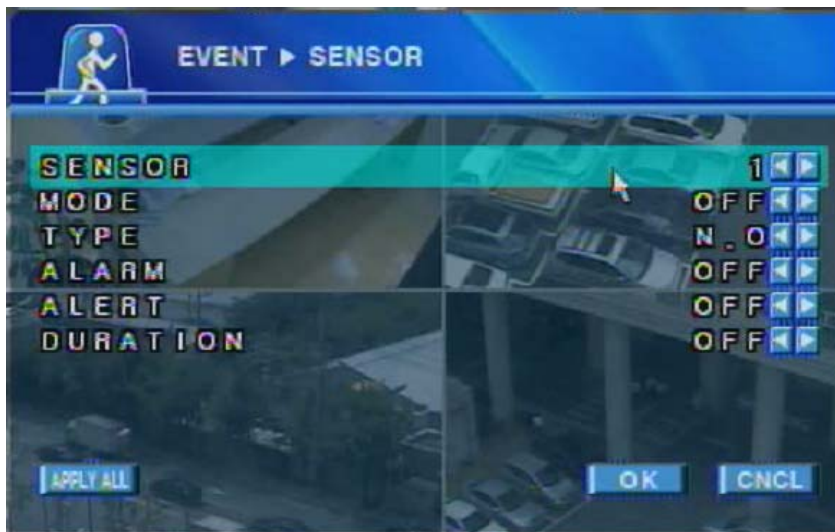 EVENT ▶ SENSOR
SENSOR 1
MODE OFF
TYPE N.O
ALARM OFF
ALERT OFF
DURATION OFF
APPLY ALL OK CNCL